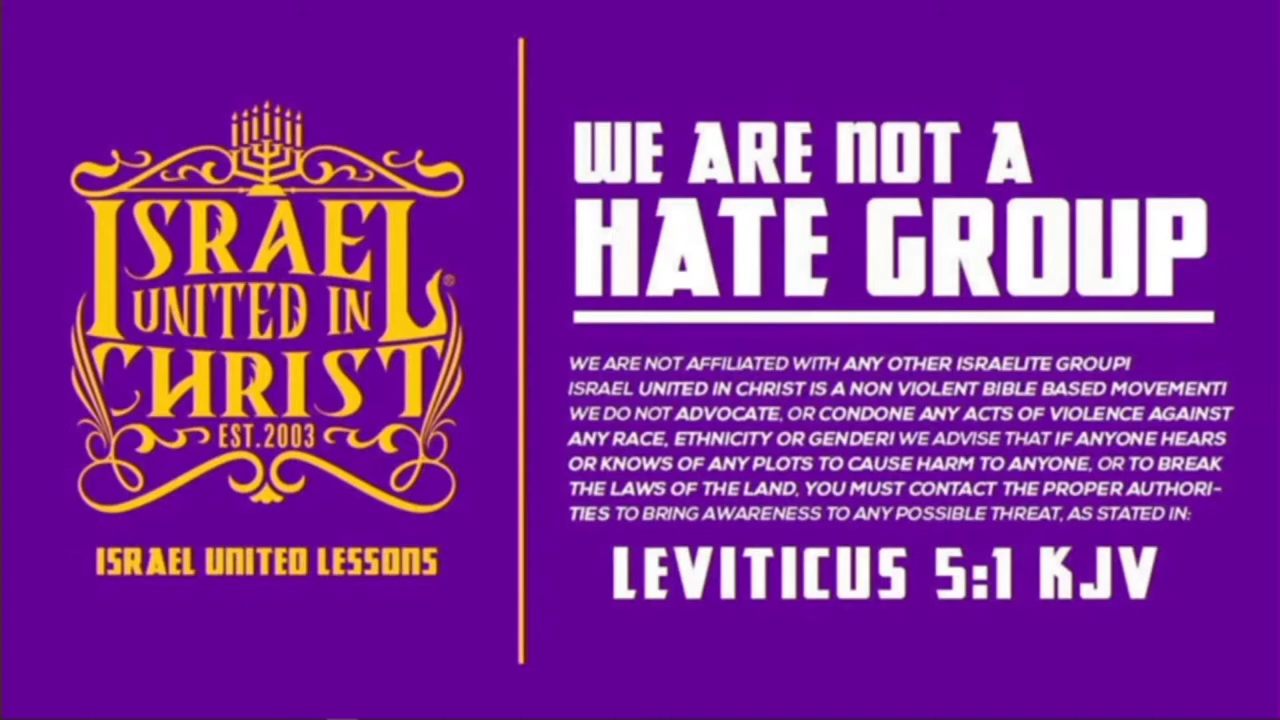 ISRAEL
UNITED IN
CHRIST
EST.2003
ISRAEL UNITED LESSONS
WE ARE NOT A
HATE GROUP
WE ARE NOT AFFILIATED WITH ANY OTHER ISRAELITE GROUP!
ISRAEL UNITED IN CHRIST IS A NON VIOLENT BIBLE BASED MOVEMENT!
WE DO NOT ADVOCATE, OR CONDONE ANY ACTS OF VIOLENCE AGAINST
ANY RACE, ETHNICITY OR GENDER! WE ADVISE THAT IF ANYONE HEARS
OR KNOWS OF ANY PLOTS TO CAUSE HARM TO ANYONE, OR TO BREAK
THE LAWS OF THE LAND, YOU MUST CONTACT THE PROPER AUTHORI-
TIES TO BRING AWARENESS TO ANY POSSIBLE THREAT, AS STATED IN:
LEVITICUS 5:1 KJV